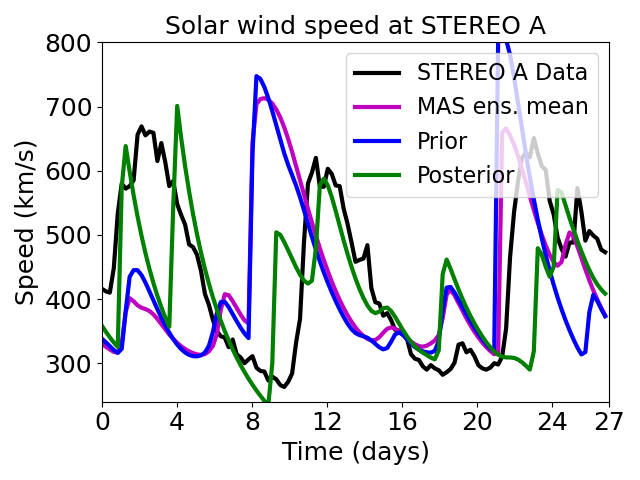 Solar wind speed at STEREO A
800
700
600
500
400
300
Speed (km/s)
STEREO A Data
MAS ens. mean
Prior
Posterior
0 4 8 12 16 20 24 27
Time (days)